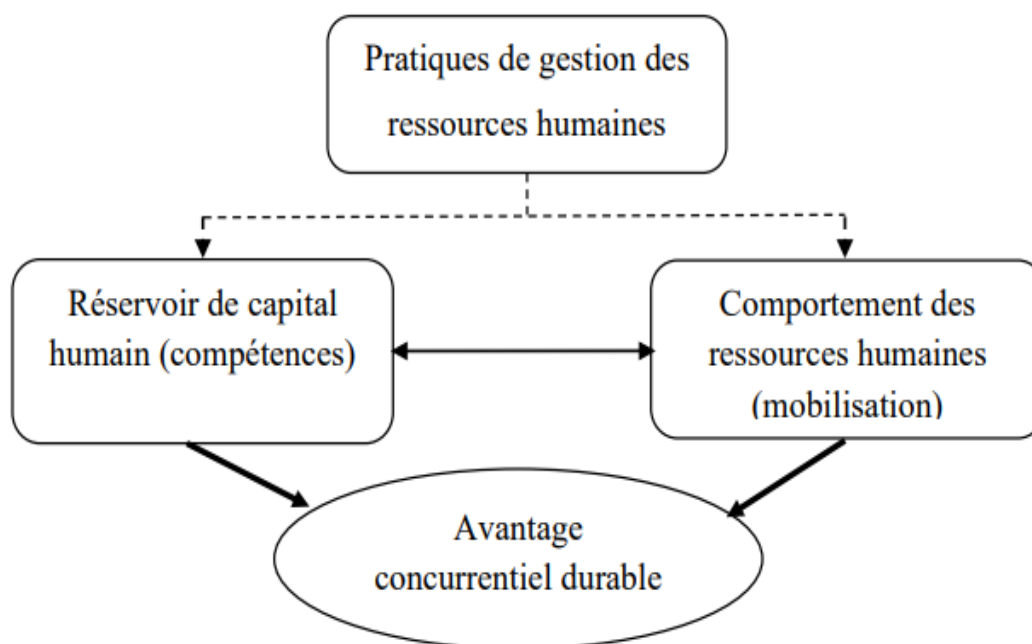 Pratiques de gestion des
ressources humaines
Réservoir de capital
humain (compétences)
Comportement des
ressources humaines
(mobilisation)
Avantage
concurrentiel durable